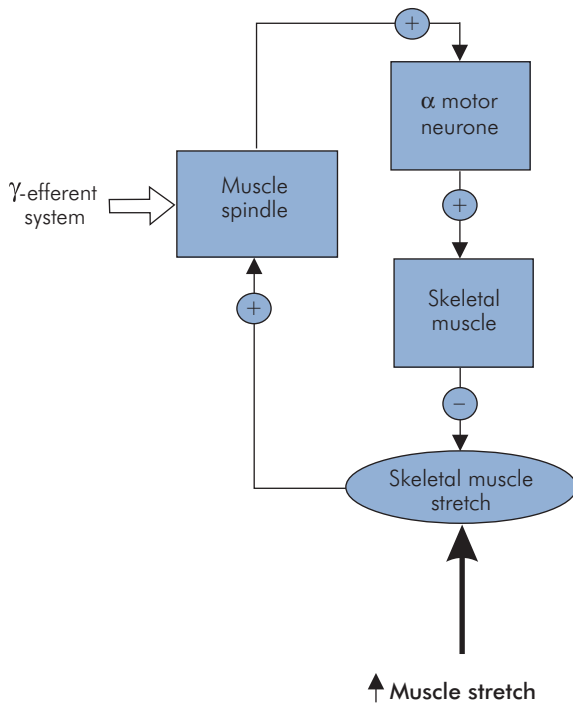 +
α motor
neurone
γ-efferent
system
Muscle
spindle
+
+
Skeletal
muscle
−
Skeletal muscle
stretch
Muscle stretch